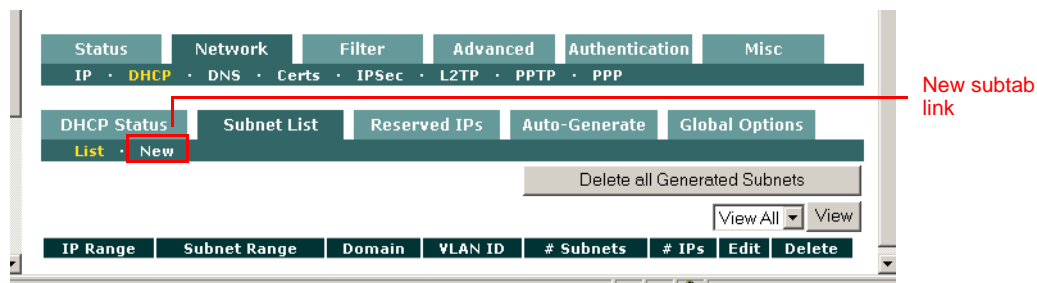 Status Network Filter Advanced Authentication Misc
IP · DHCP · DNS · Certs · IPSec · L2TP · PPTP · PPP
New subtab
link
DHCP Status Subnet List Reserved IPs Auto-Generate Global Options
List · New
Delete all Generated Subnets
View All View
IP Range Subnet Range Domain VLAN ID # Subnets # IPs Edit Delete